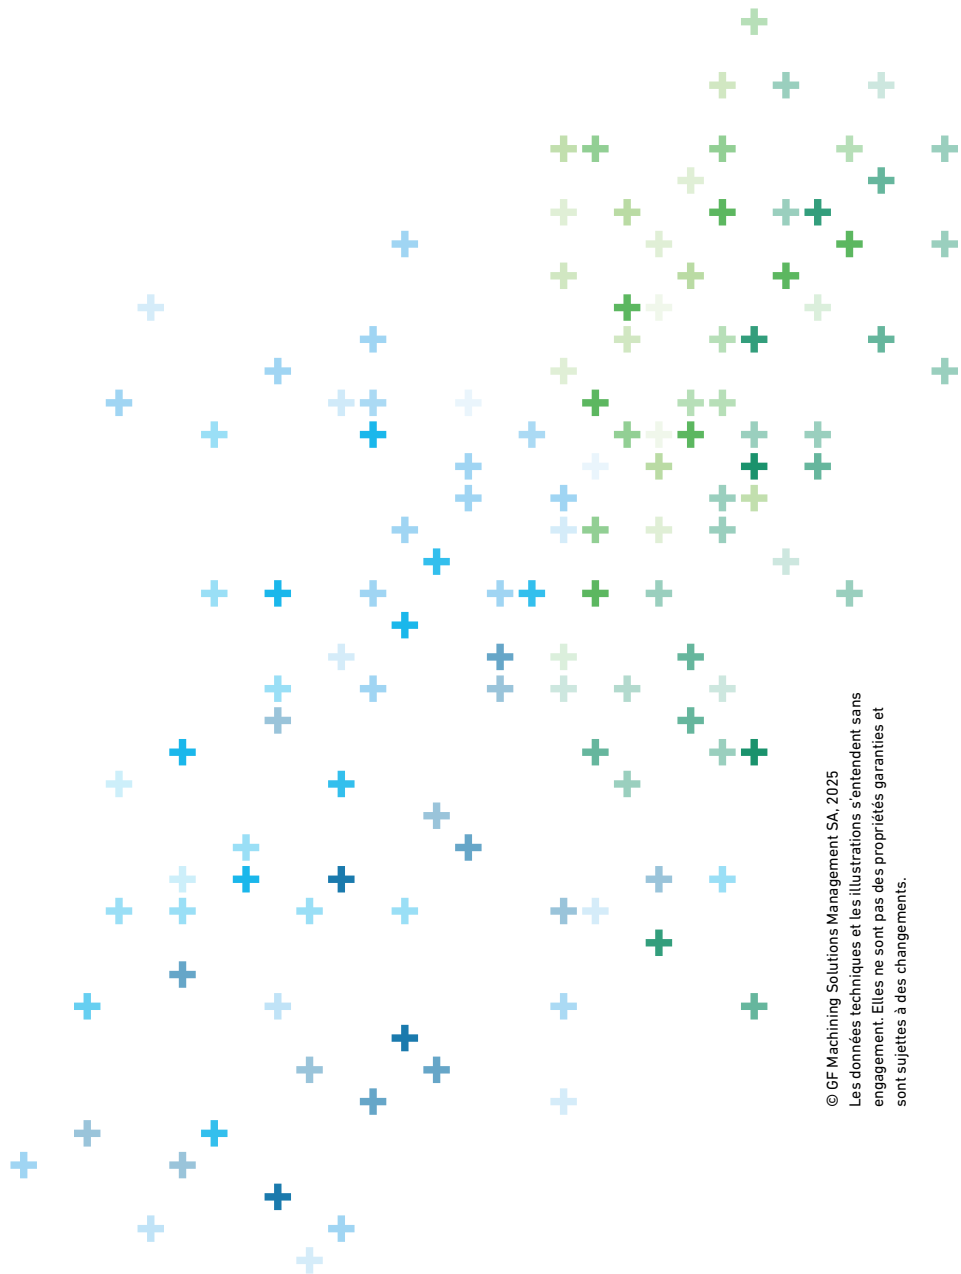 © GF Machining Solutions Management SA, 2025
Les données techniques et les illustrations s'entendent sans
engagement. Elles ne sont pas des propriétés garanties et
sont sujettes à des changements.